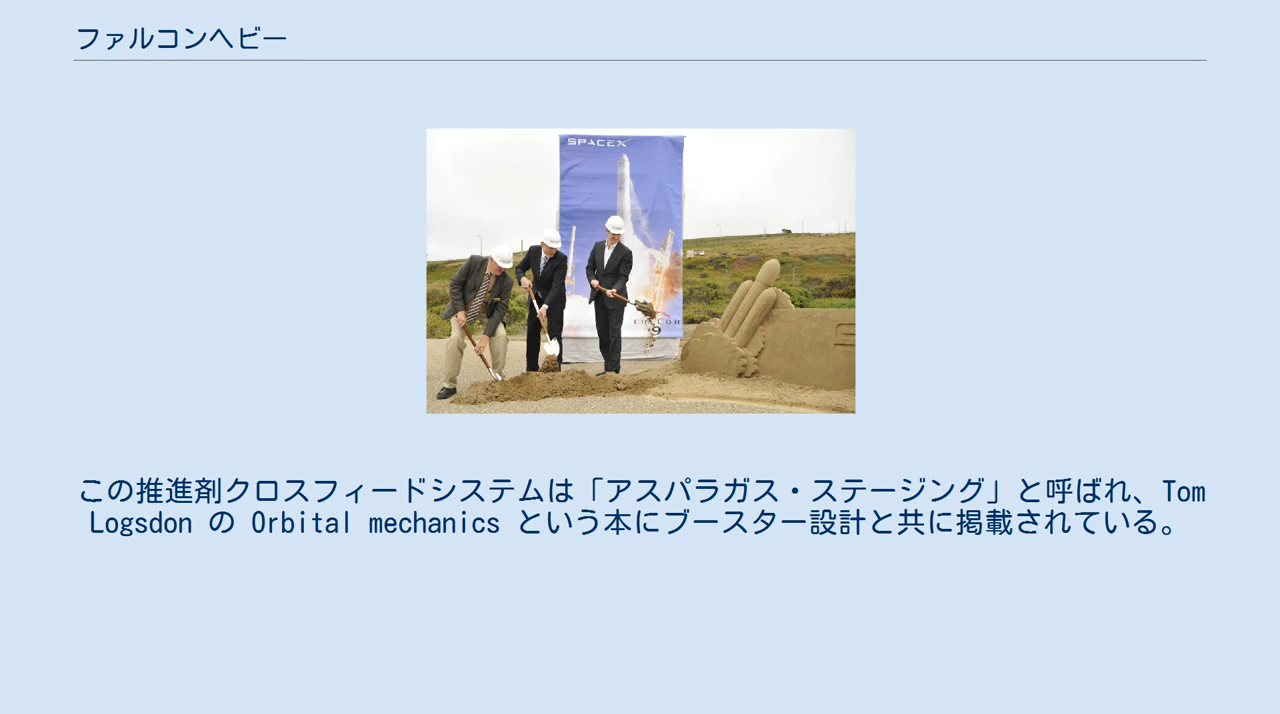 ファルコンヘビー
SPACEX
FALCON
9
この推進剤クロスフィードシステムは「アスパラガス・ステージング」と呼ばれ、Tom
Logsdon の Orbital mechanics という本にブースター設計と共に掲載されている。